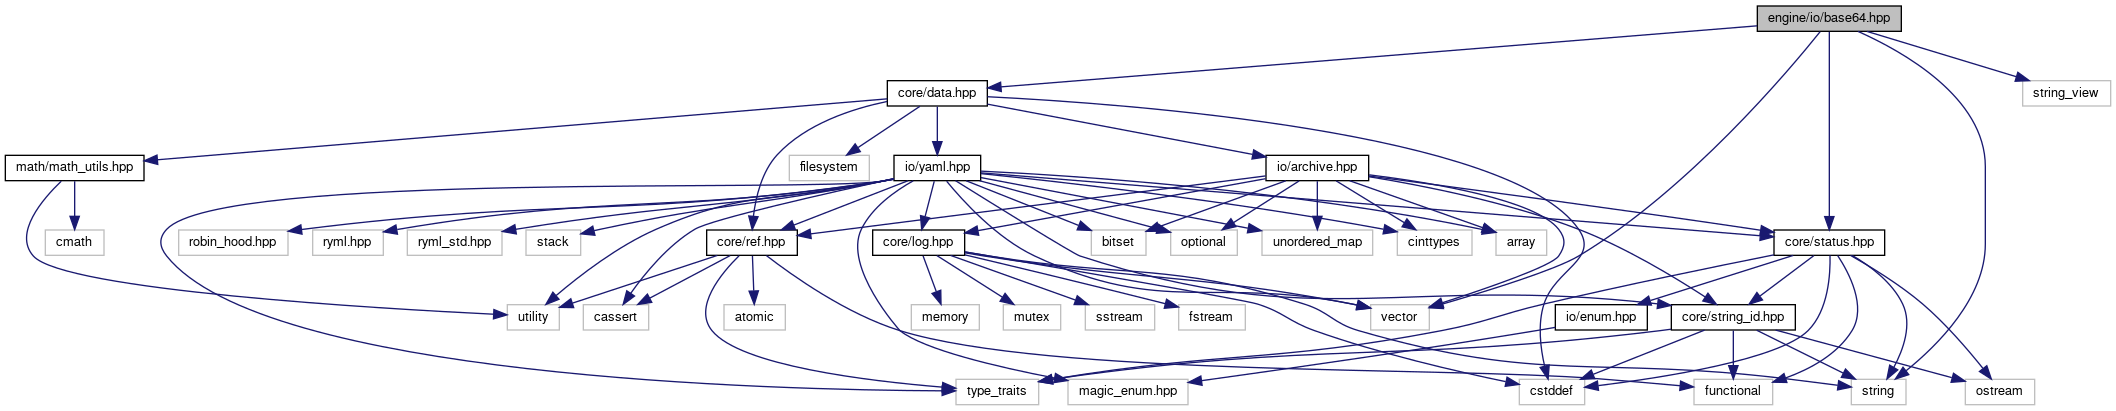 engine/io/base64.hpp
core/data.hpp
string_view
math/math_utils.hpp
filesystem
io/yaml.hpp
io/archive.hpp
cmath
robin_hood.hpp
ryml.hpp
ryml_std.hpp
stack
core/ref.hpp
core/log.hpp
bitset
optional
unordered_map
cinttypes
array
core/status.hpp
utility
cassert
atomic
memory
mutex
sstream
fstream
vector
io/enum.hpp
core/string_id.hpp
type_traits
magic_enum.hpp
cstddef
functional
string
ostream